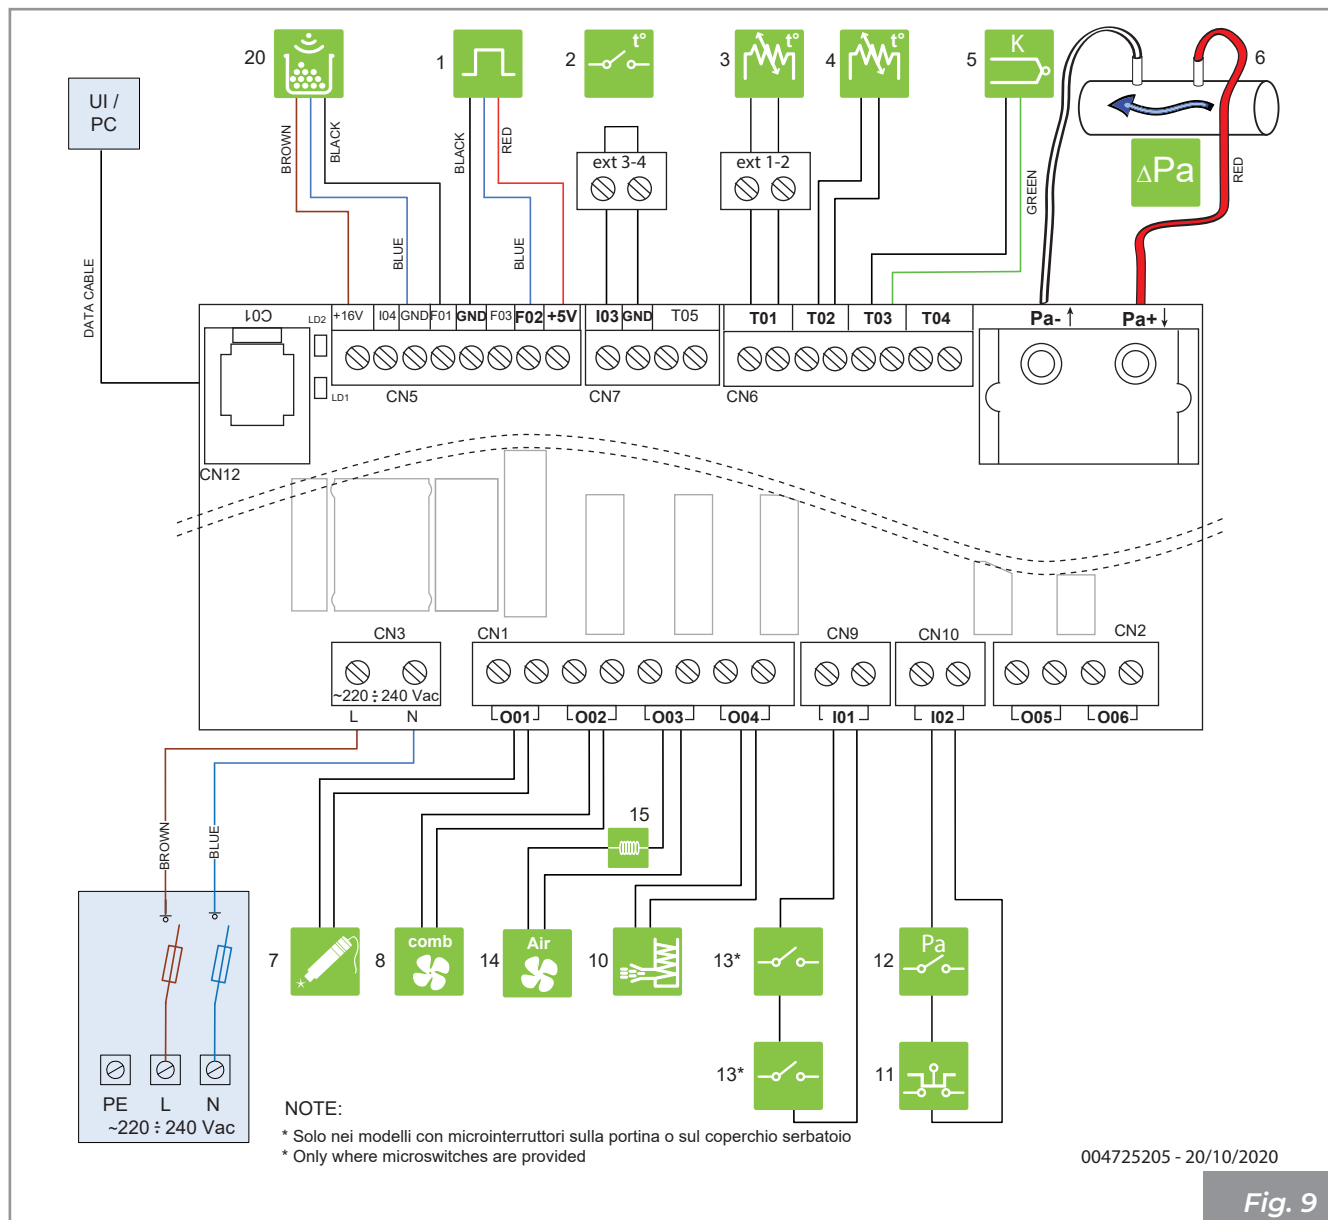 20
1
2
t°
3
t°
4
t°
5
K
6
UI /
PC
BROWN
BLACK
BLUE
BLACK
RED
BLUE
ext 3-4
ext 1-2
GREEN
ΔPa
RED
DATA CABLE
C01
LD2
+16V
I04
GND
F01
GND
F03
F02
+5V
I03
GND
T05
T01
T02
T03
T04
Pa- ↑
Pa+ ↓
LD1
CN5
CN7
CN6
CN12
CN3
CN1
CN9
CN10
CN2
~220 ÷ 240 Vac
L
N
O01
O02
O03
O04
I01
I02
O05
O06
BROWN
BLUE
15
7
comb
8
Air
14
10
13*
Pa
12
13*
11
PE
L
N
~220 ÷ 240 Vac
NOTE:
* Solo nei modelli con microinterruttori sulla portina o sul coperchio serbatoio
* Only where microswitches are provided
004725205 - 20/10/2020
Fig. 9